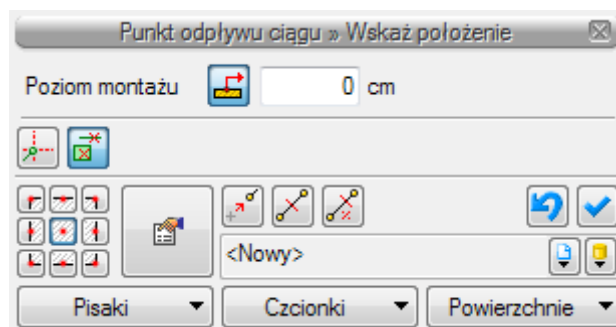 Punkt odpływu ciągu » Wskaż położenie
Poziom montażu 0 cm
<Nowy>
Pisaki Czcionki Powierzchnie